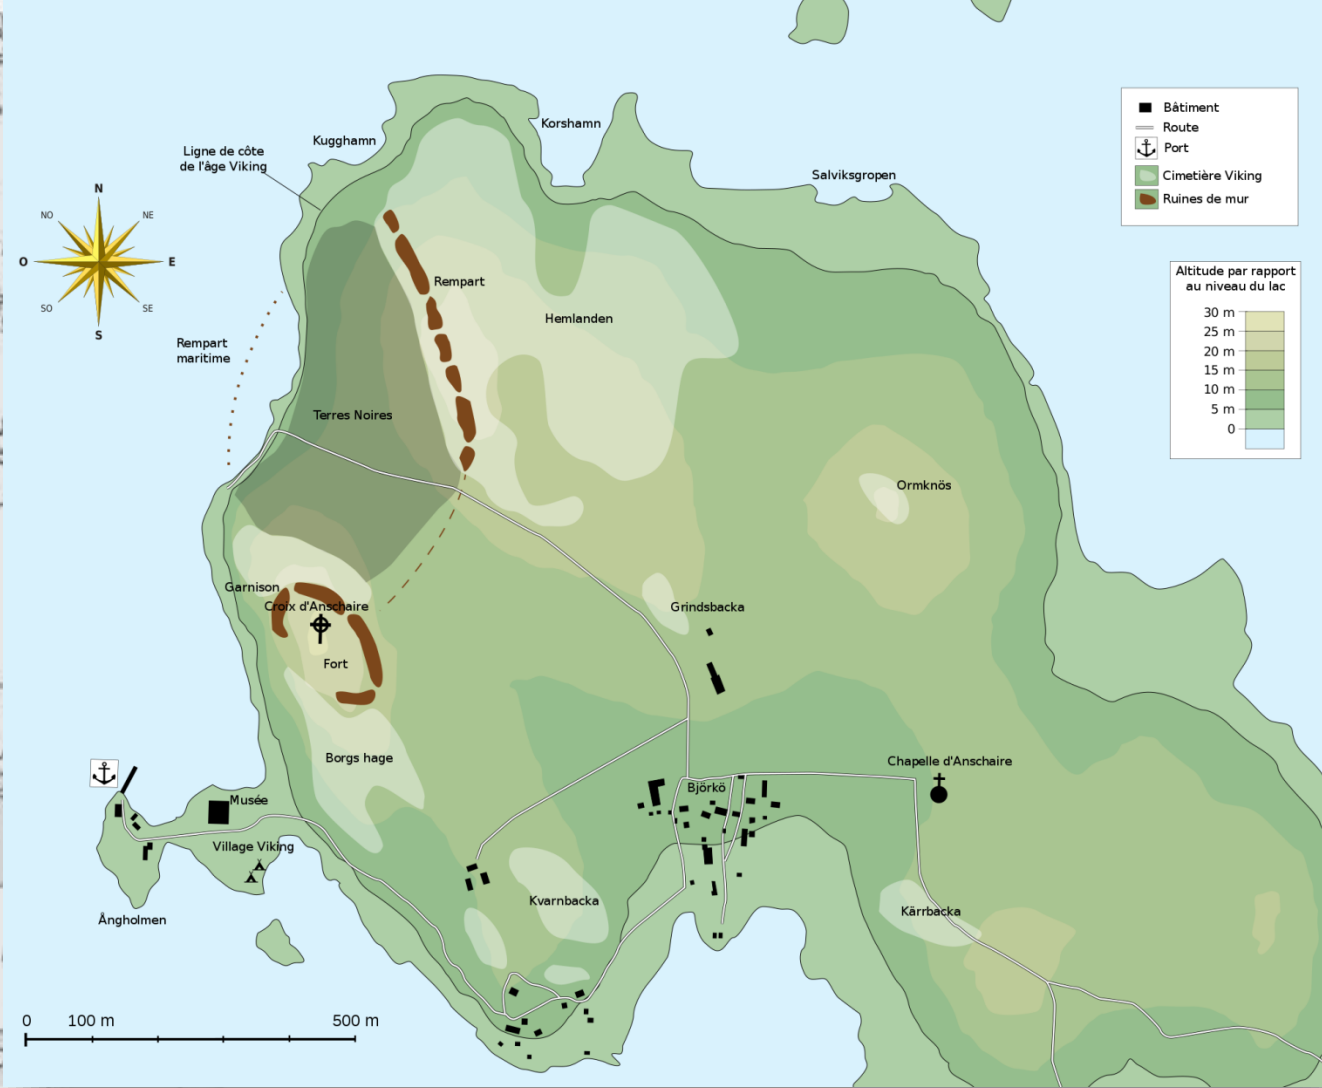 Kugghamn
Korshamn
Ligne de côte
de l'âge Viking
Salviksgropen
N
NO
NE
O
E
SO
SE
S
Rempart
maritime
Rempart
Hemlanden
Terres Noires
Ormknös
Garnison
Croix d'Anschaire
Fort
Grindsbacka
Borgs hage
Björkö
Chapelle d'Anschaire
Musée
Village Viking
Ångholmen
Kvarnbacka
Kärrbacka
0
100 m
500 m
Bâtiment
Route
Port
Cimetière Viking
Ruines de mur
Altitude par rapport
au niveau du lac
30 m
25 m
20 m
15 m
10 m
5 m
0